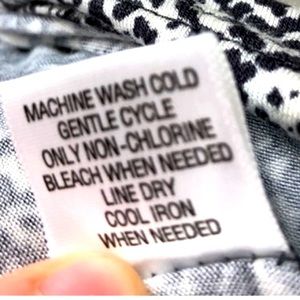 MACHINE WASH COLD
GENTLE CYCLE
ONLY NON-CHLORINE
BLEACH WHEN NEEDED
LINE DRY
COOL IRON
WHEN NEEDED